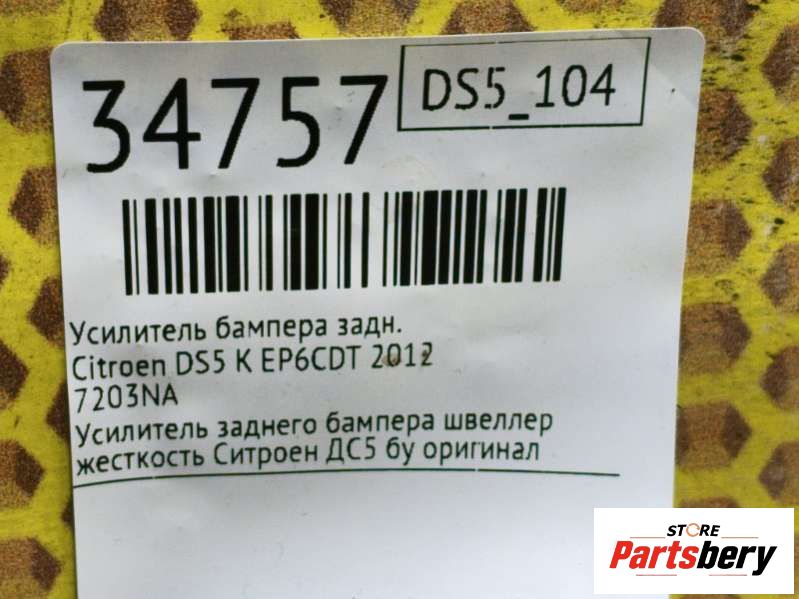 34757
DS5_104
Усилитель бампера задн.
Citroen DS5 K EP6CDT 2012
7203NA
Усилитель заднего бампера швеллер
жесткость Ситроен ДС5 бу оригинал
STORE
Partsbery